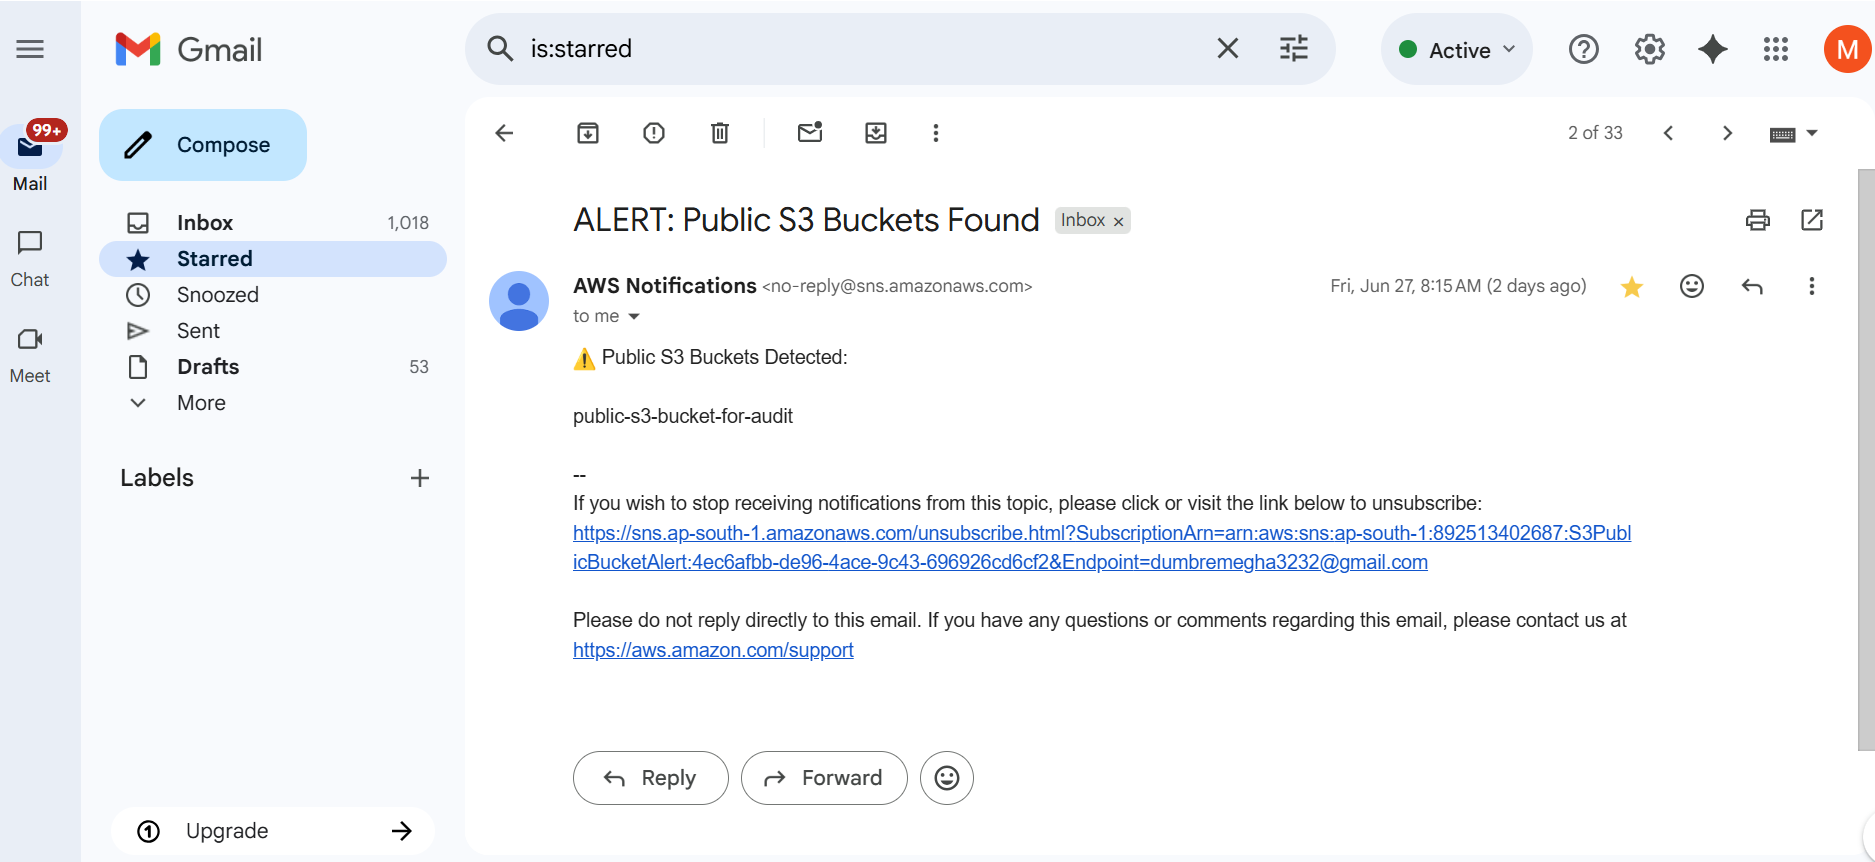 Gmail
is:starred
Active
M
99+
Mail
Chat
Meet
Compose
Inbox 1,018
Starred
Snoozed
Sent
Drafts 53
More
Labels
Upgrade
2 of 33
ALERT: Public S3 Buckets Found Inbox ×
AWS Notifications <no-reply@sns.amazonaws.com> Fri, Jun 27, 8:15 AM (2 days ago)
to me
⚠️ Public S3 Buckets Detected:
public-s3-bucket-for-audit
--
If you wish to stop receiving notifications from this topic, please click or visit the link below to unsubscribe:
https://sns.ap-south-1.amazonaws.com/unsubscribe.html?SubscriptionArn=arn:aws:sns:ap-south-1:892513402687:S3Publ
icBucketAlert:4ec6afbb-de96-4ace-9c43-696926cd6cf2&Endpoint=dumbremegha3232@gmail.com
Please do not reply directly to this email. If you have any questions or comments regarding this email, please contact us at
https://aws.amazon.com/support
Reply
Forward